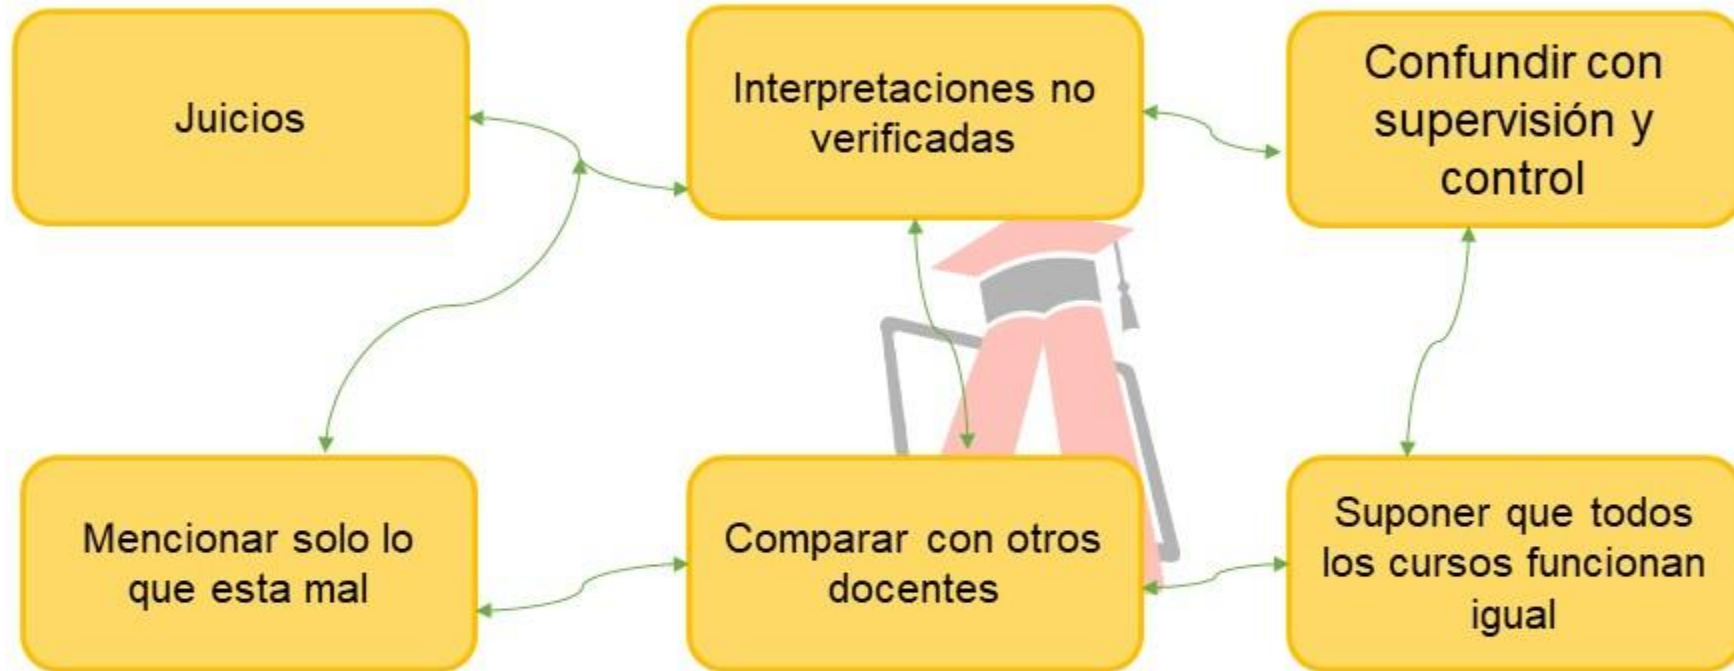 Juicios
Interpretaciones no
verificadas
Confundir con
supervisión y
control
Mencionar solo lo
que esta mal
Comparar con otros
docentes
Suponer que todos
los cursos funcionan
igual